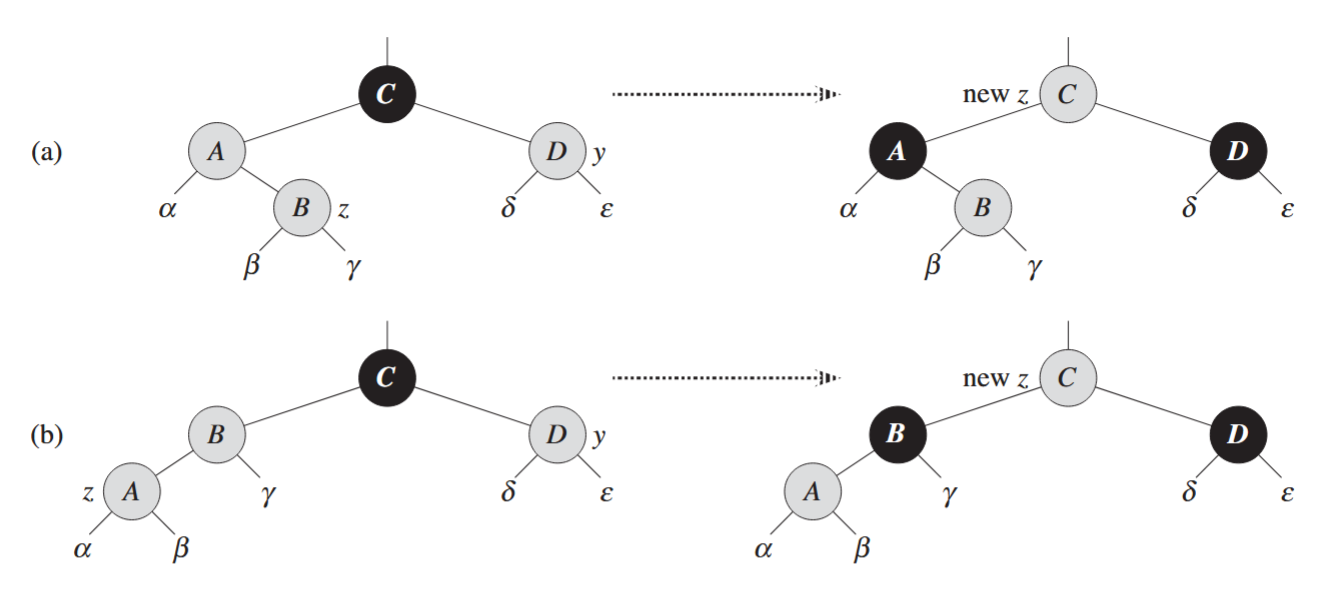 C new z C
(a) A D y A D
α B z δ ε α B δ ε
β γ β γ
C new z C
(b) B D y B D
z A γ δ ε A γ δ ε
α β α β